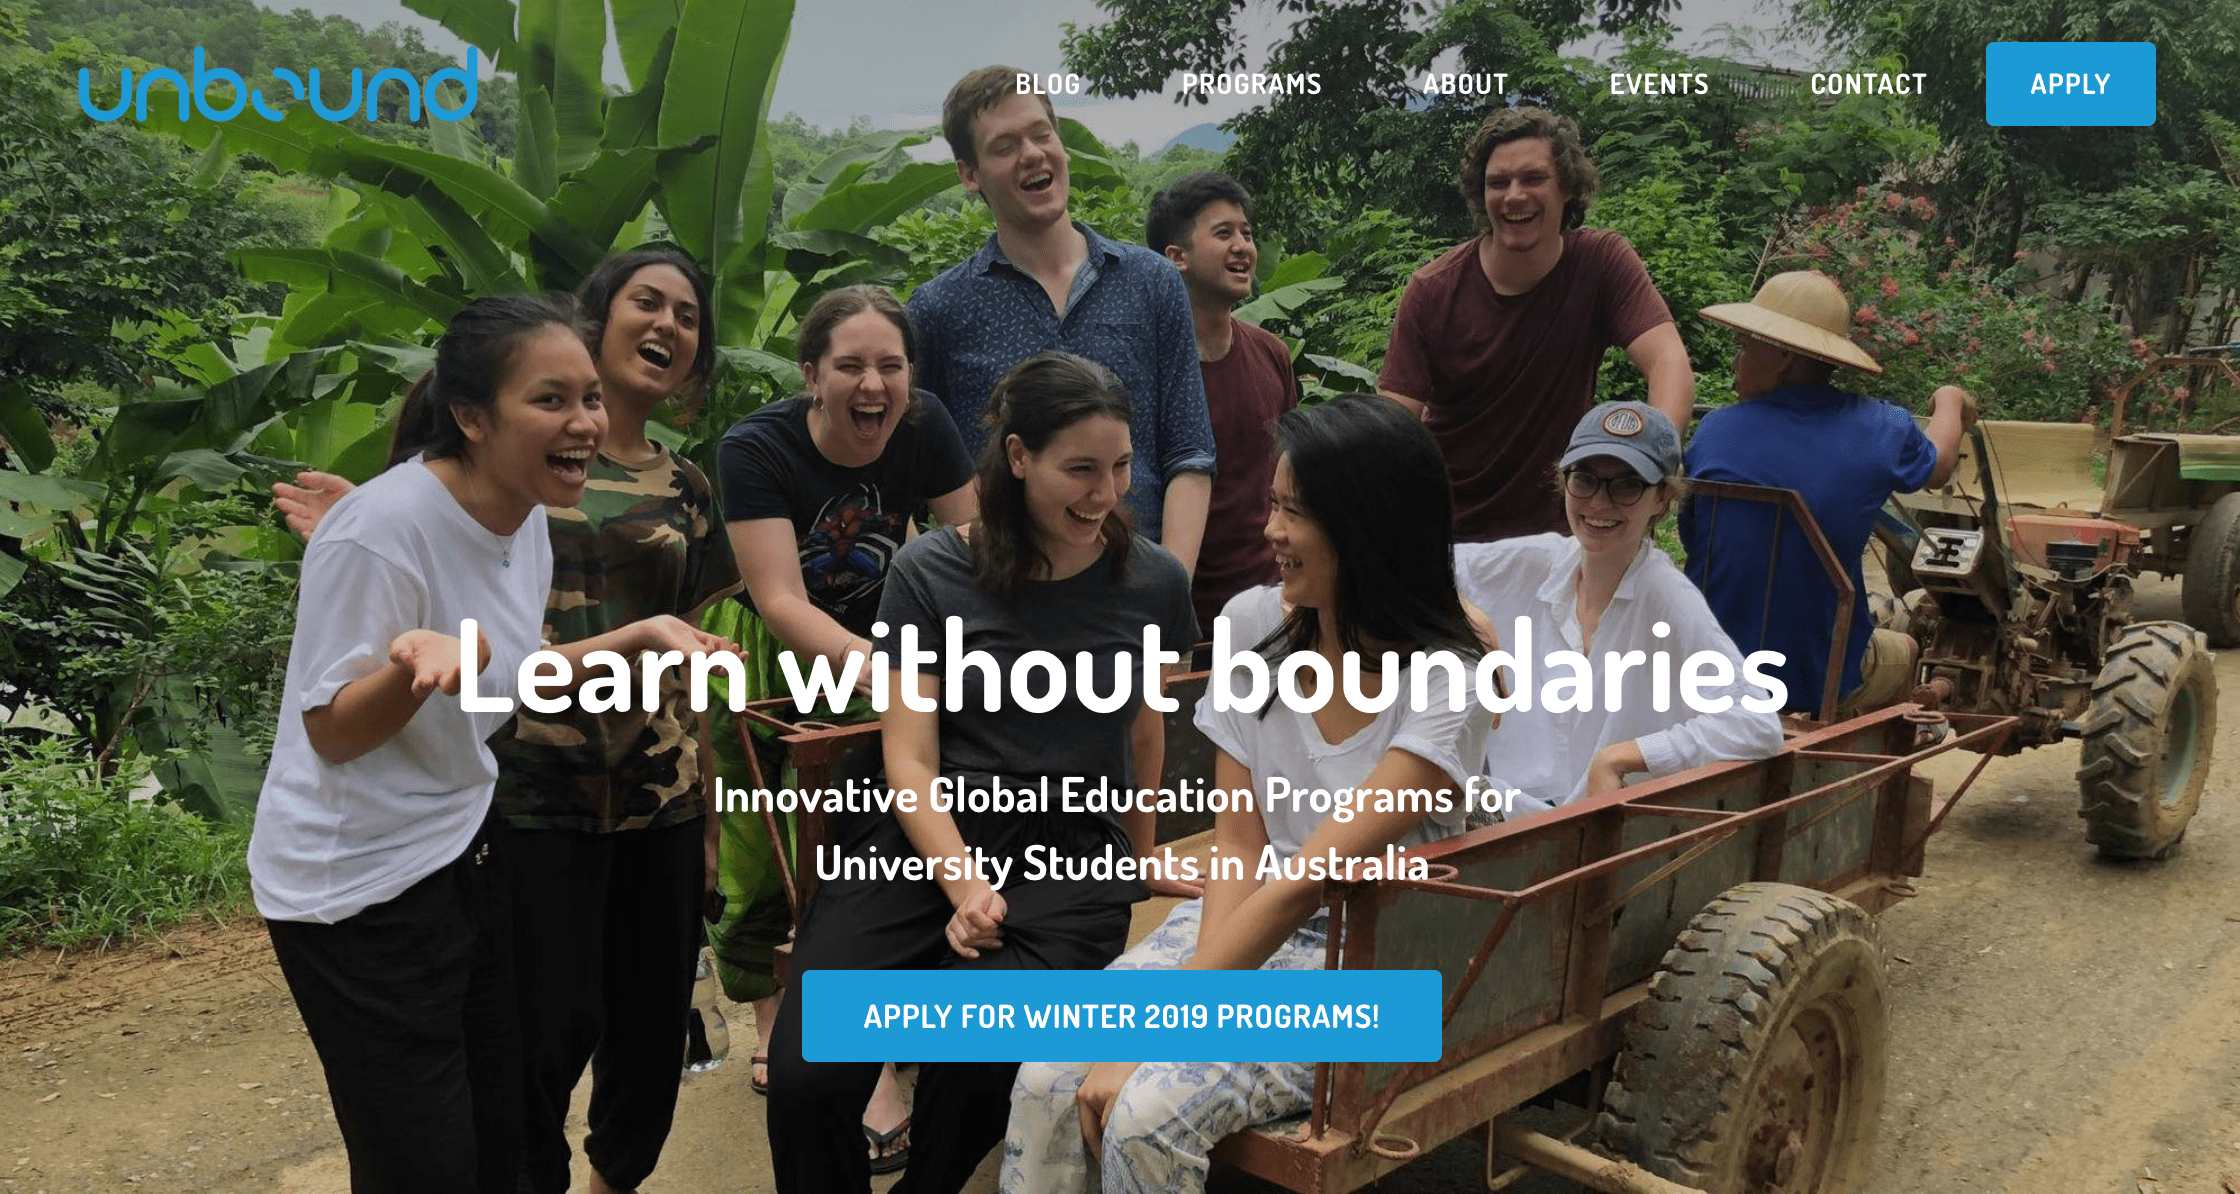 unbound
BLOG
PROGRAMS
ABOUT
EVENTS
CONTACT
APPLY
Learn without boundaries
Innovative Global Education Programs for
University Students in Australia
APPLY FOR WINTER 2019 PROGRAMS!